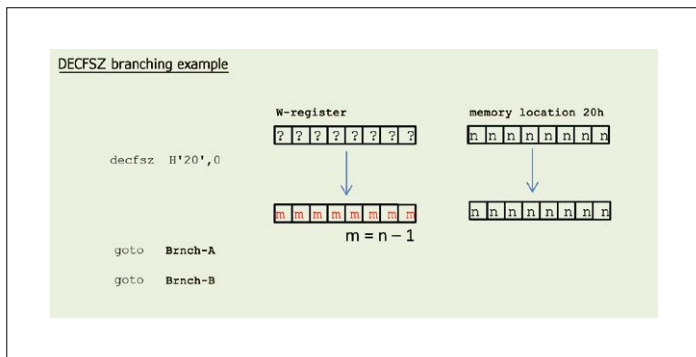 DECFSZ branching example
W-register
memory location 20h
? ? ? ? ? ? ? ?
n n n n n n n n
decfsz H'20',0
m m m m m m m m
n n n n n n n n
m = n – 1
goto Brnch-A
goto Brnch-B